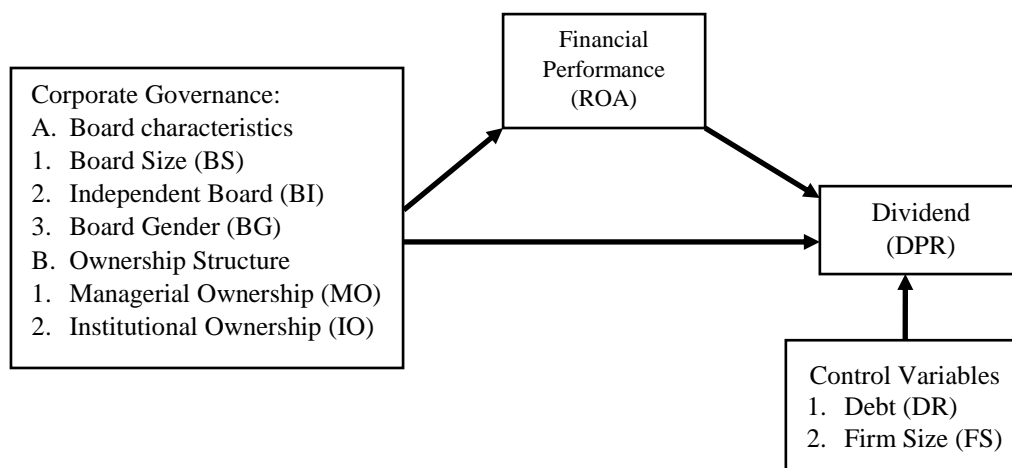 Financial
Performance
(ROA)
Corporate Governance:
A. Board characteristics
1. Board Size (BS)
2. Independent Board (BI)
3. Board Gender (BG)
B. Ownership Structure
1. Managerial Ownership (MO)
2. Institutional Ownership (IO)
Dividend
(DPR)
Control Variables
1. Debt (DR)
2. Firm Size (FS)